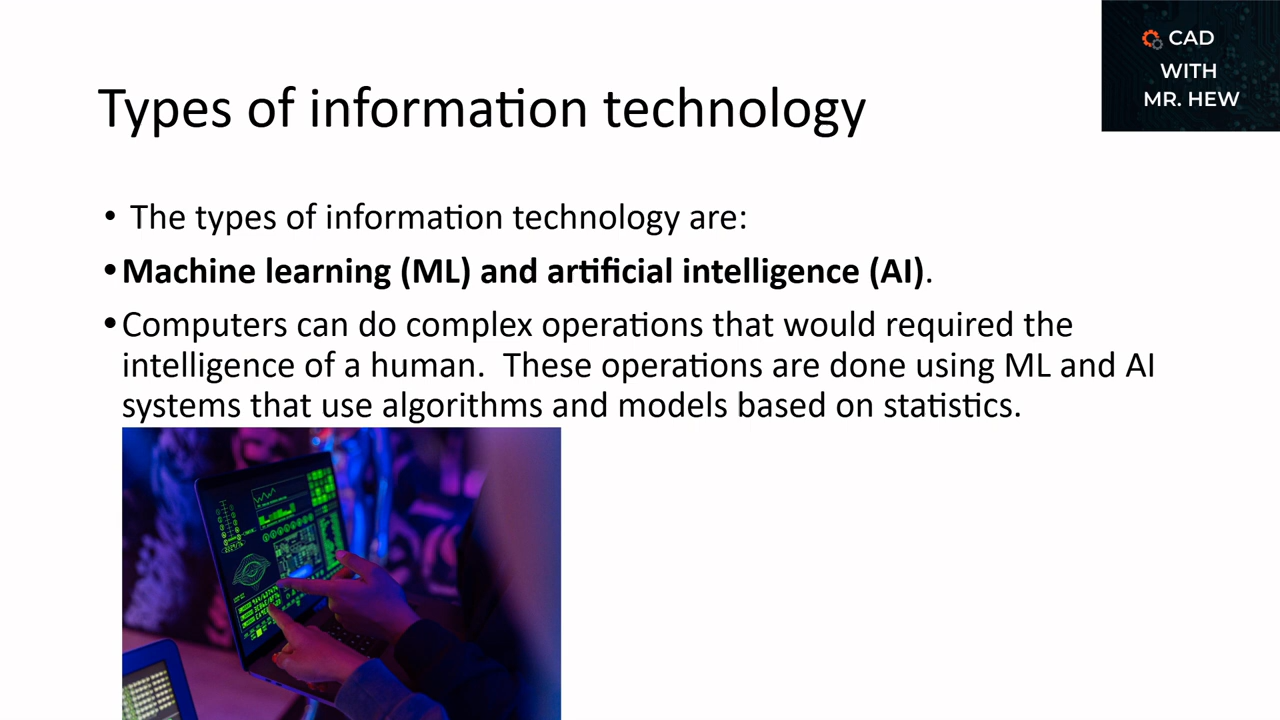 CAD
WITH
MR. HEW
Types of information technology
• The types of information technology are:
• Machine learning (ML) and artificial intelligence (AI).
• Computers can do complex operations that would required the
intelligence of a human.  These operations are done using ML and AI
systems that use algorithms and models based on statistics.